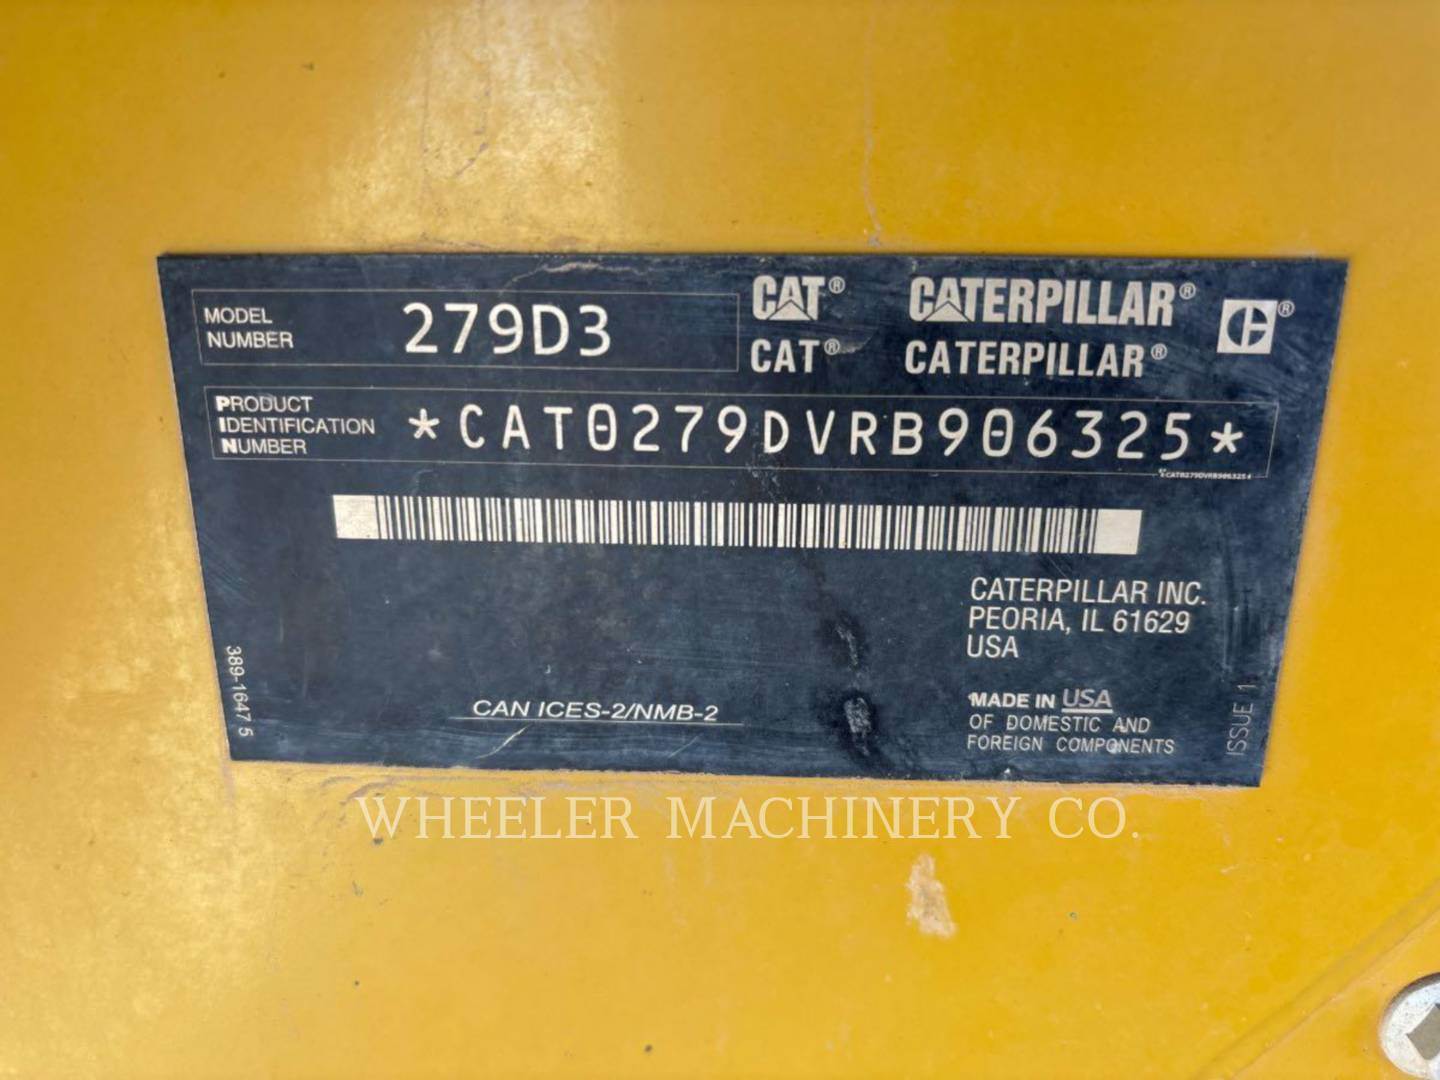 MODEL
NUMBER
279D3
CAT® CATERPILLAR®
CAT® CATERPILLAR®
C ®
PRODUCT
IDENTIFICATION
NUMBER
*CAT0279DVRB906325*
*CAT0279DVRB906325*
CATERPILLAR INC.
PEORIA, IL 61629
USA
389-1647 5
CAN ICES-2/NMB-2
MADE IN USA
OF DOMESTIC AND
FOREIGN COMPONENTS
ISSUE 1
WHEELER MACHINERY CO.